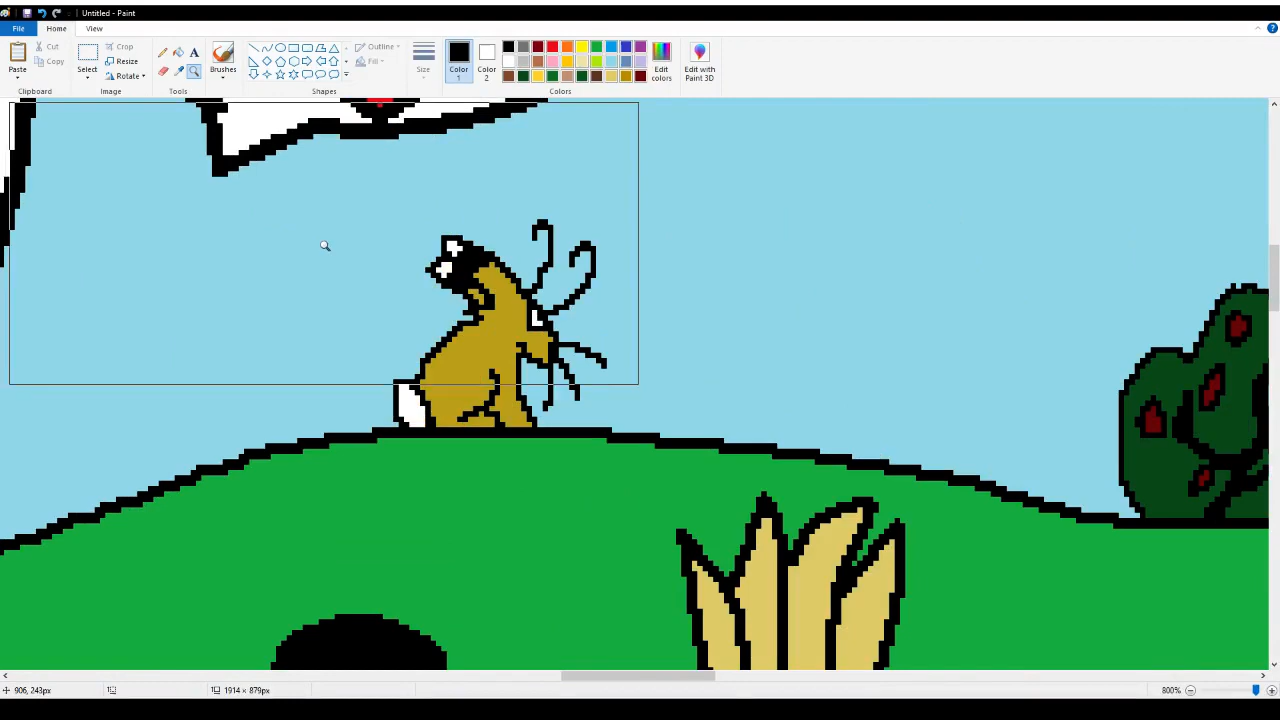 Untitled - Paint
File Home View
Paste Cut Copy
Clipboard
Select Crop Resize Rotate
Image
A
Tools
Brushes
Outline Fill
Shapes
Size
Color 1 Color 2
Edit colors
Colors
Edit with Paint 3D
906, 243px 1914 × 879px 800%